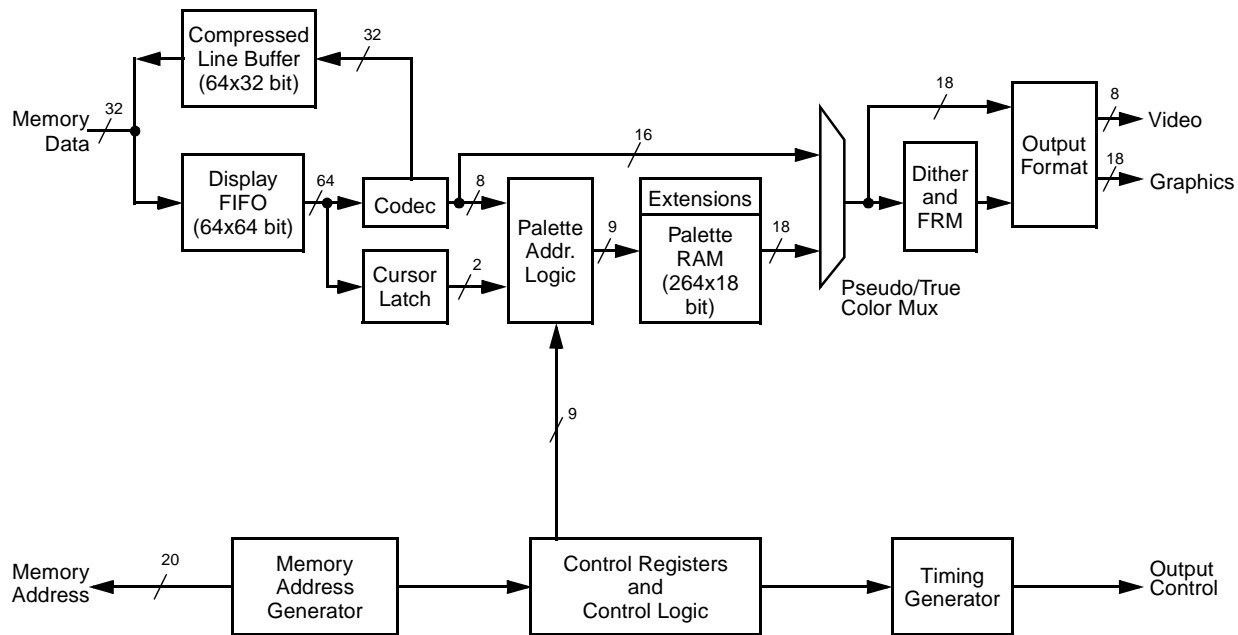 Compressed
Line Buffer
(64x32 bit)
32
32
Memory
Data
Display
FIFO
(64x64 bit)
64
Codec
8
16
Cursor
Latch
2
Palette
Addr.
Logic
9
Extensions
Palette
RAM
(264x18
bit)
18
Pseudo/True
Color Mux
18
Dither
and
FRM
Output
Format
8
Video
18
Graphics
9
Memory
Address
20
Memory
Address
Generator
Control Registers
and
Control Logic
Timing
Generator
Output
Control